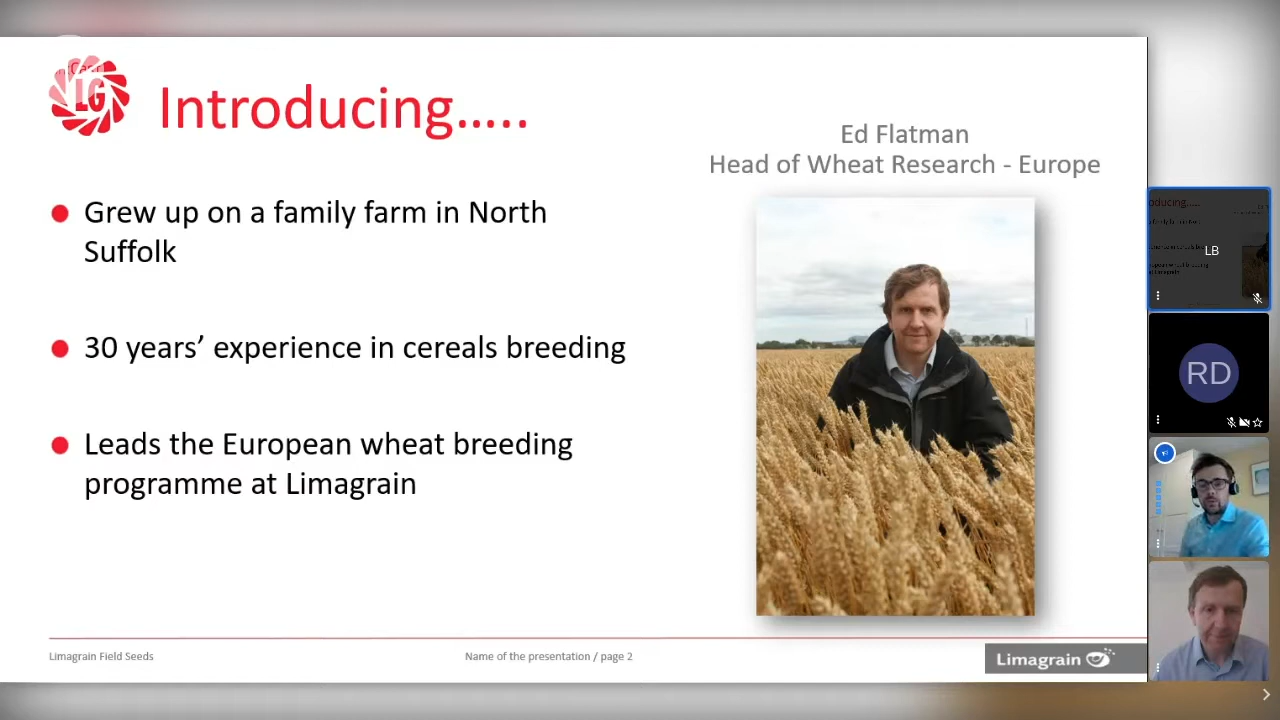 LG
Introducing.....
Ed Flatman
Head of Wheat Research - Europe
Grew up on a family farm in North
Suffolk
30 years’ experience in cereals breeding
Leads the European wheat breeding
programme at Limagrain
Limagrain Field Seeds
Name of the presentation / page 2
Limagrain
LB
RD